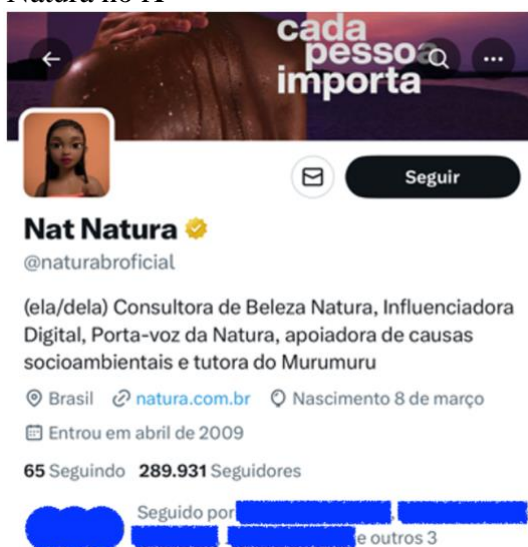 Natura no X
cada
pessoa
importa
Seguir
Nat Natura
@naturabroficial
(ela/dela) Consultora de Beleza Natura, Influenciadora
Digital, Porta-voz da Natura, apoiadora de causas
socioambientais e tutora do Murumuru
Brasil natura.com.br Nascimento 8 de março
Entrou em abril de 2009
65 Seguindo 289.931 Seguidores
Seguido por
e outros 3